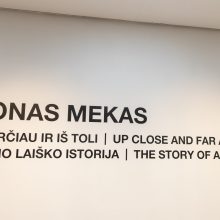 ONAS MEKAS
RČIAU IR IŠ TOLI | UP CLOSE AND FAR A
IO LAIŠKO ISTORIJA | THE STORY OF A